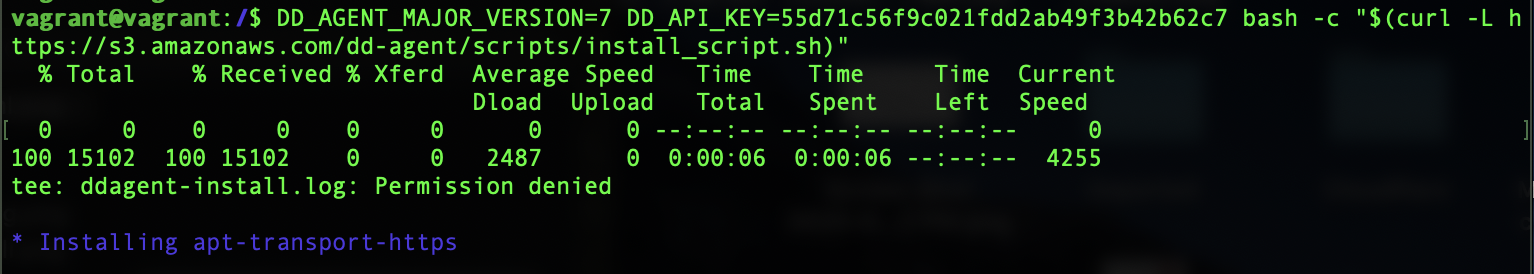 vagrant@vagrant:/$ DD_AGENT_MAJOR_VERSION=7 DD_API_KEY=55d71c56f9c021fdd2ab49f3b42b62c7 bash -c "$(curl -L h
ttps://s3.amazonaws.com/dd-agent/scripts/install_script.sh)"
  % Total    % Received % Xferd  Average Speed   Time    Time     Time  Current
                                 Dload  Upload   Total   Spent    Left  Speed
[  0     0    0     0    0     0      0      0 --:--:-- --:--:-- --:--:--     0 ]
100 15102  100 15102    0     0   2487      0  0:00:06  0:00:06 --:--:--  4255
tee: ddagent-install.log: Permission denied
* Installing apt-transport-https